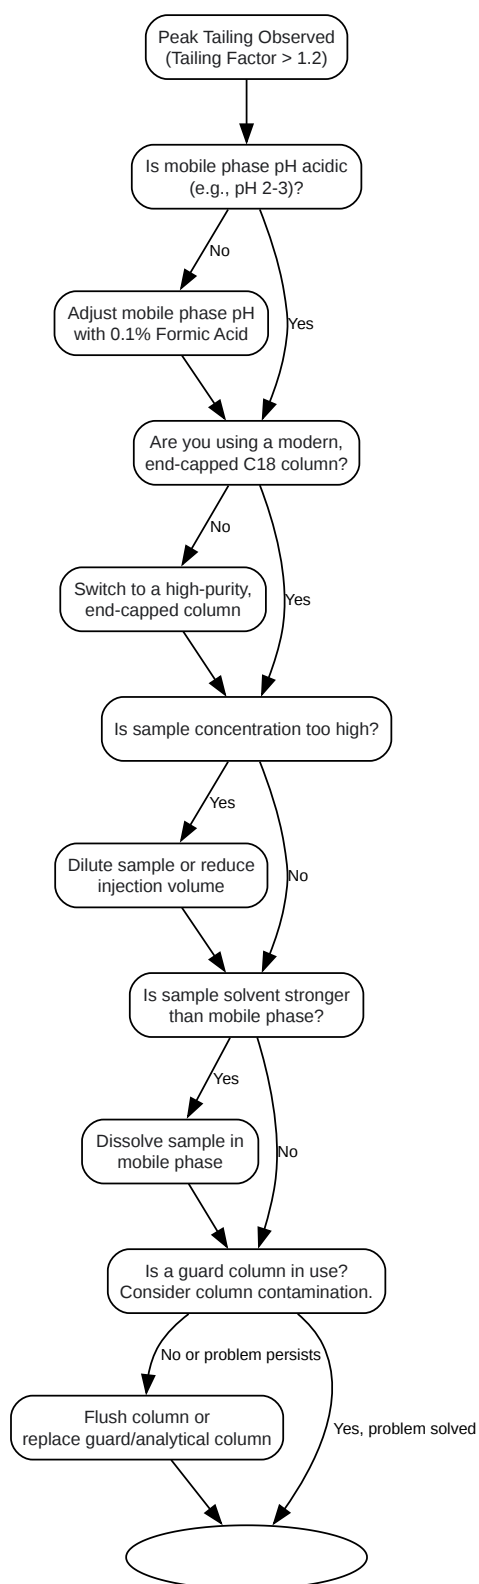 Peak Tailing Observed
(Tailing Factor > 1.2)
Is mobile phase pH acidic
(e.g., pH 2-3)?
No
Yes
Adjust mobile phase pH
with 0.1% Formic Acid
Are you using a modern,
end-capped C18 column?
No
Yes
Switch to a high-purity,
end-capped column
Is sample concentration too high?
Yes
No
Dilute sample or reduce
injection volume
Is sample solvent stronger
than mobile phase?
Yes
No
Dissolve sample in
mobile phase
Is a guard column in use?
Consider column contamination.
No or problem persists
Yes, problem solved
Flush column or
replace guard/analytical column